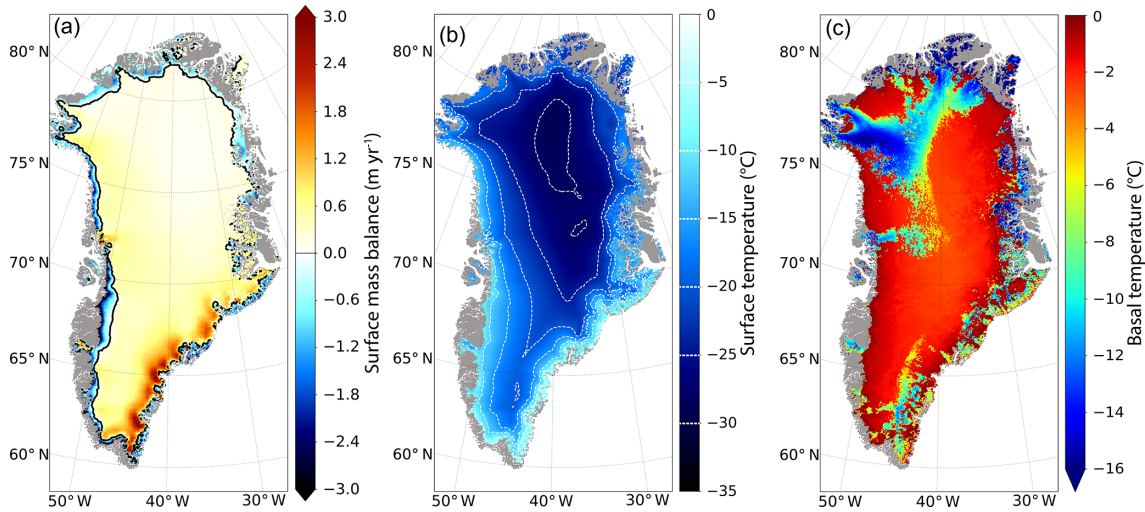 (a)
80° N
75° N
70° N
65° N
60° N
50° W
40° W
30° W
3.0
2.4
1.8
1.2
0.6
0.0
−0.6
−1.2
−1.8
−2.4
−3.0
Surface mass balance (m yr⁻¹)
(b)
80° N
75° N
70° N
65° N
60° N
50° W
40° W
30° W
0
−5
−10
−15
−20
−25
−30
−35
Surface temperature (°C)
(c)
80° N
75° N
70° N
65° N
60° N
50° W
40° W
30° W
0
−2
−4
−6
−8
−10
−12
−14
−16
Basal temperature (°C)